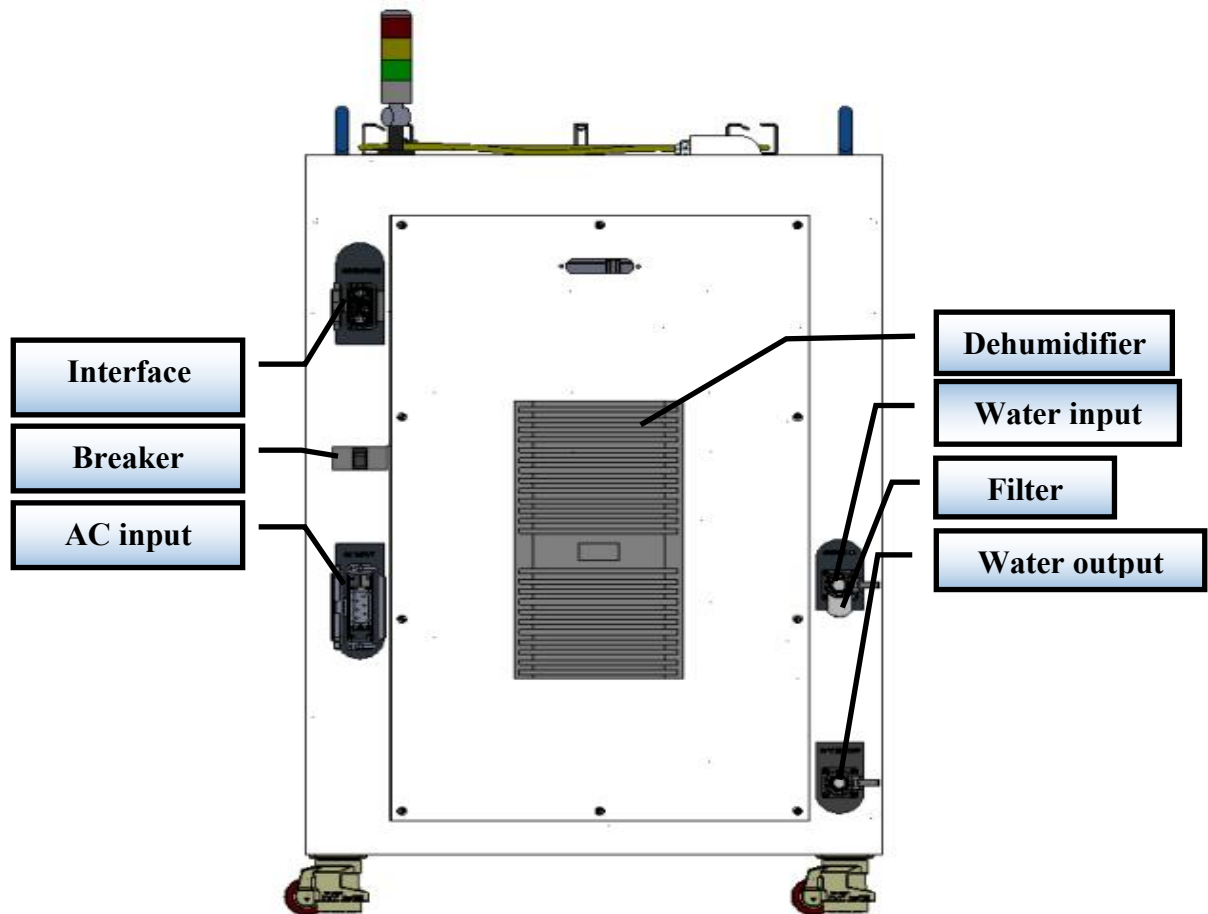 Interface
Breaker
AC input
Dehumidifier
Water input
Filter
Water output